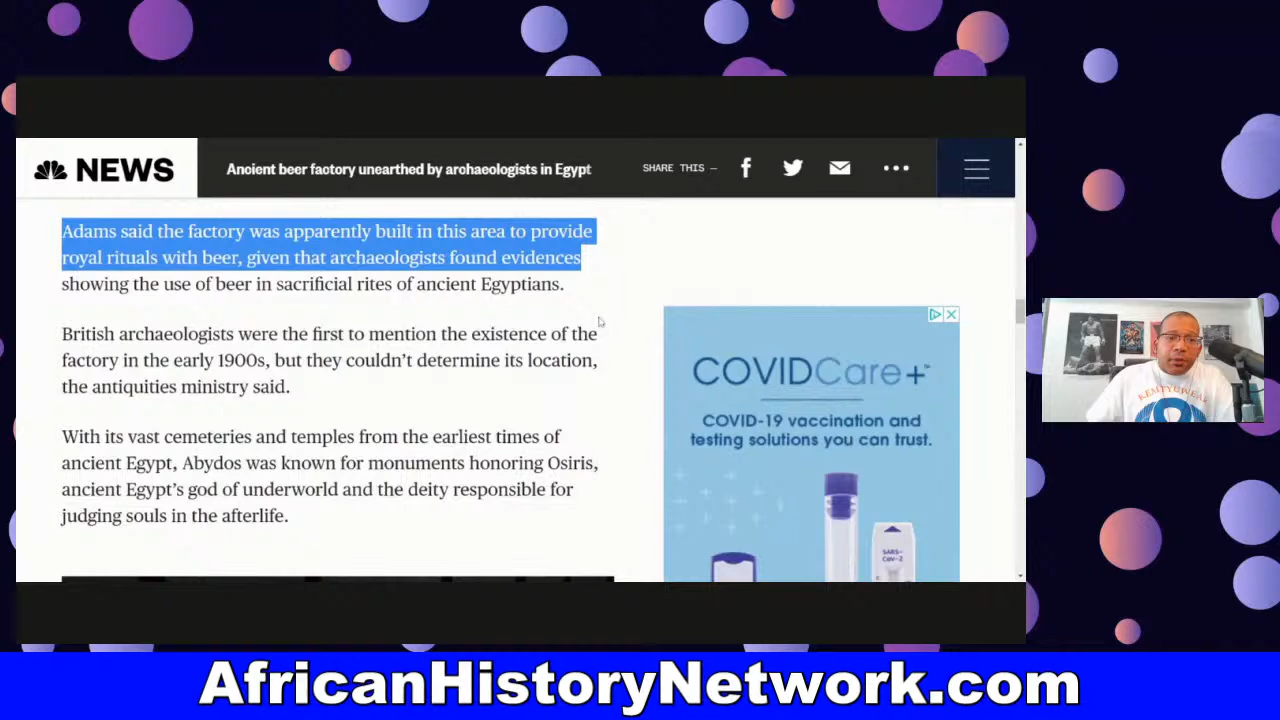 NEWS
Ancient beer factory unearthed by archaeologists in Egypt
SHARE THIS —
Adams said the factory was apparently built in this area to provide
royal rituals with beer, given that archaeologists found evidences
showing the use of beer in sacrificial rites of ancient Egyptians.
British archaeologists were the first to mention the existence of the
factory in the early 1900s, but they couldn't determine its location,
the antiquities ministry said.
With its vast cemeteries and temples from the earliest times of
ancient Egypt, Abydos was known for monuments honoring Osiris,
ancient Egypt's god of underworld and the deity responsible for
judging souls in the afterlife.
COVIDCare+™
COVID-19 vaccination and
testing solutions you can trust.
SARS-
CoV-2
KEMETYU WEAR
AfricanHistoryNetwork.com